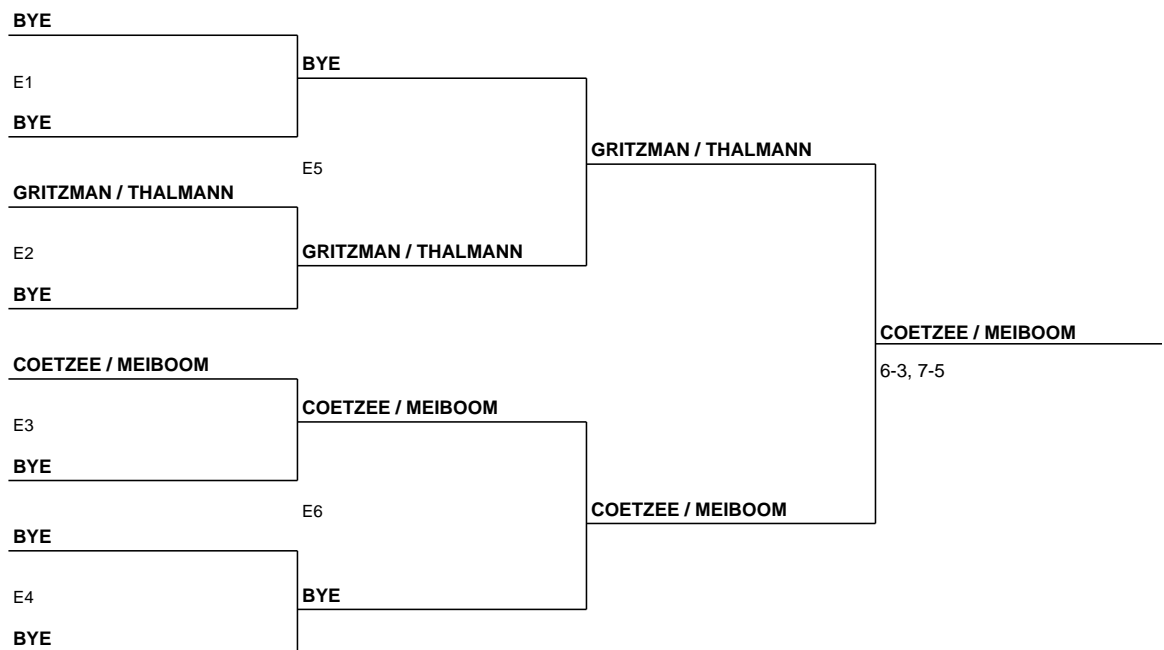 BYE
BYE
E1
BYE
GRITZMAN / THALMANN
E5
GRITZMAN / THALMANN
E2
GRITZMAN / THALMANN
BYE
COETZEE / MEIBOOM
COETZEE / MEIBOOM
6-3, 7-5
COETZEE / MEIBOOM
E3
BYE
E6
COETZEE / MEIBOOM
BYE
E4
BYE
BYE